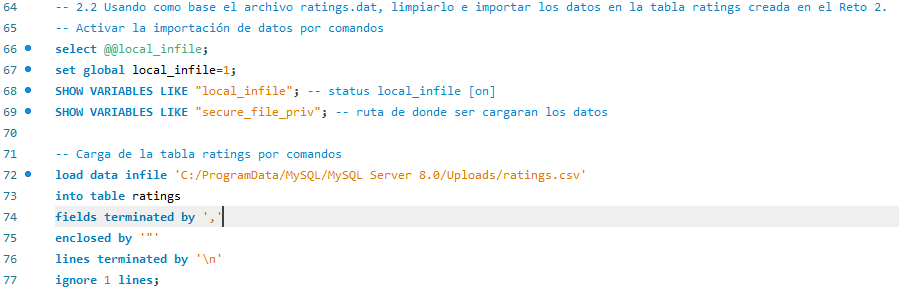 64 -- 2.2 Usando como base el archivo ratings.dat, limpiarlo e importar los datos en la tabla ratings creada en el Reto 2.
65 -- Activar la importación de datos por comandos
66 select @@local_infile;
67 set global local_infile=1;
68 SHOW VARIABLES LIKE "local_infile"; -- status local_infile [on]
69 SHOW VARIABLES LIKE "secure_file_priv"; -- ruta de donde ser cargaran los datos
70
71 -- Carga de la tabla ratings por comandos
72 load data infile 'C:/ProgramData/MySQL/MySQL Server 8.0/Uploads/ratings.csv'
73 into table ratings
74 fields terminated by ','
75 enclosed by '"'
76 lines terminated by '\n'
77 ignore 1 lines;